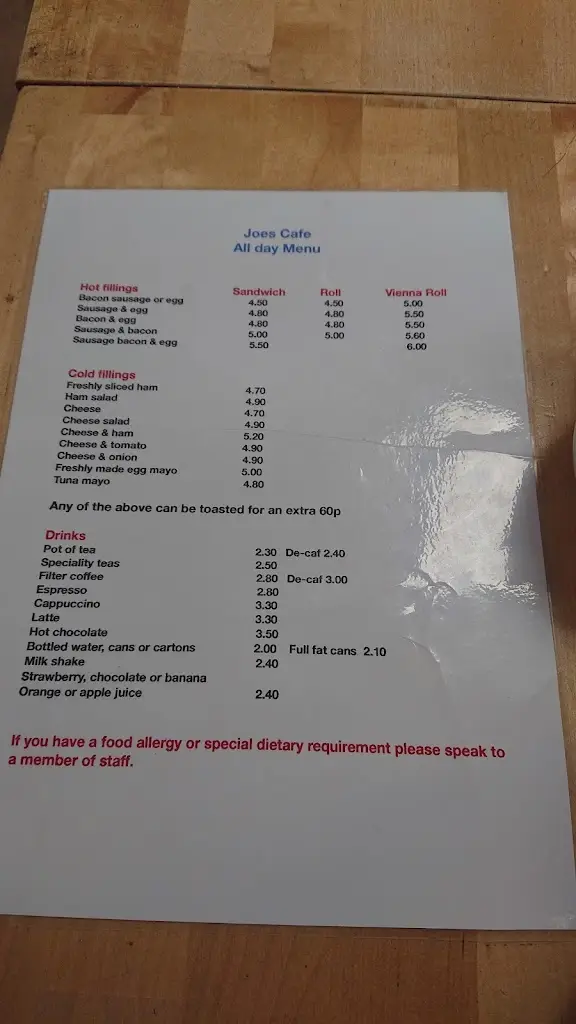 Joes Cafe
All day Menu
Hot fillings Sandwich Roll Vienna Roll
Bacon sausage or egg 4.50 4.50 5.00
Sausage & egg 4.80 4.80 5.50
Bacon & egg 4.80 4.80 5.50
Sausage & bacon 5.00 5.00 5.60
Sausage bacon & egg 5.50 6.00
Cold fillings
Freshly sliced ham 4.70
Ham salad 4.90
Cheese 4.70
Cheese salad 4.90
Cheese & ham 5.20
Cheese & tomato 4.90
Cheese & onion 4.90
Freshly made egg mayo 5.00
Tuna mayo 4.80
Any of the above can be toasted for an extra 60p
Drinks
Pot of tea 2.30 De-caf 2.40
Speciality teas 2.50
Filter coffee 2.80 De-caf 3.00
Espresso 2.80
Cappuccino 3.30
Latte 3.30
Hot chocolate 3.50
Bottled water, cans or cartons 2.00 Full fat cans 2.10
Milk shake 2.40
Strawberry, chocolate or banana
Orange or apple juice 2.40
If you have a food allergy or special dietary requirement please speak to
a member of staff.